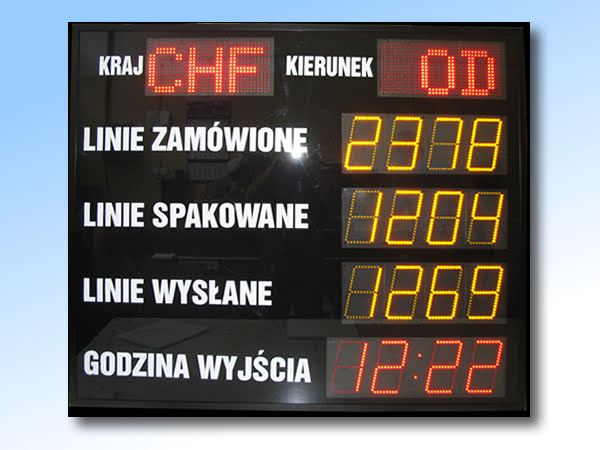 KRAJ CHF KIERUNEK OD
LINIE ZAMÓWIONE 2378
LINIE SPAKOWANE 1204
LINIE WYSŁANE 1269
GODZINA WYJŚCIA 12:22